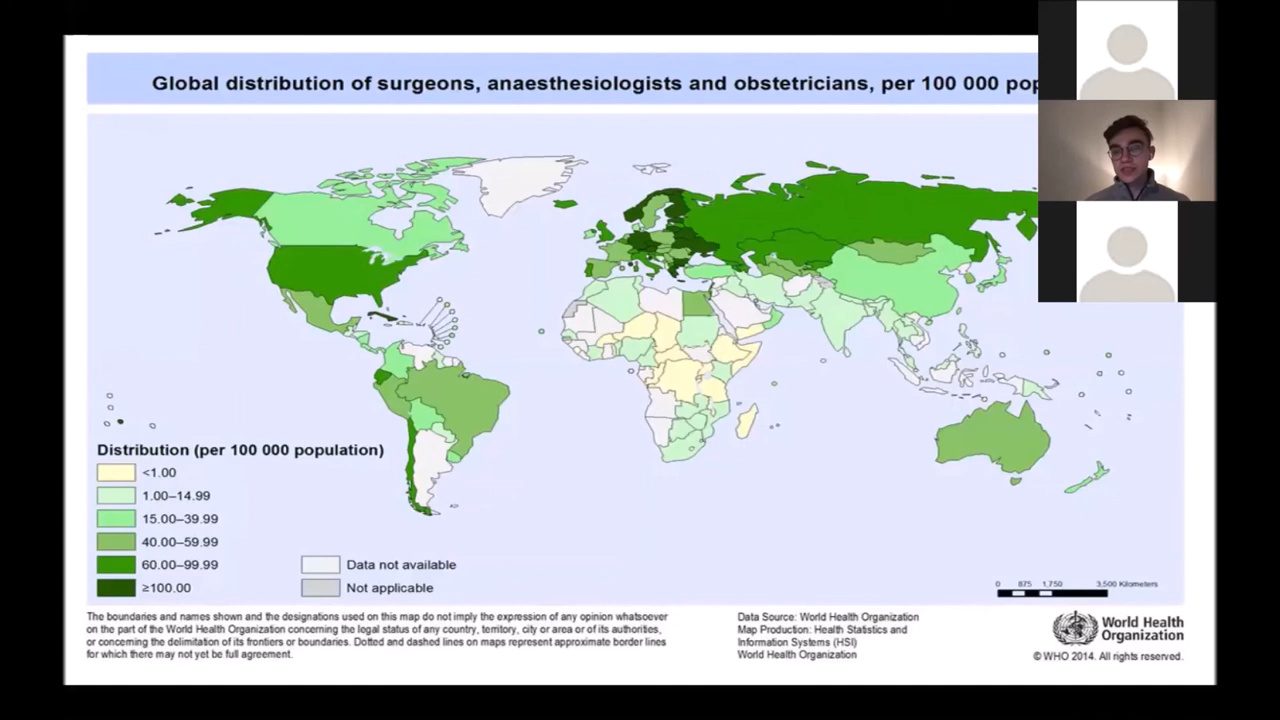 Global distribution of surgeons, anaesthesiologists and obstetricians, per 100 000
Distribution (per 100 000 population)
<1.00
1.00–14.99
15.00–39.99
40.00–59.99
60.00–99.99
≥100.00
Data not available
Not applicable
0 875 1,750 3,500 Kilometers
The boundaries and names shown and the designations used on this map do not imply the expression of any opinion whatsoever
on the part of the World Health Organization concerning the legal status of any country, territory, city or area or of its authorities,
or concerning the delimitation of its frontiers or boundaries. Dotted and dashed lines on maps represent approximate border lines
for which there may not yet be full agreement.
Data Source: World Health Organization
Map Production: Health Statistics and
Information Systems (HSI)
World Health Organization
World Health
Organization
© WHO 2014. All rights reserved.